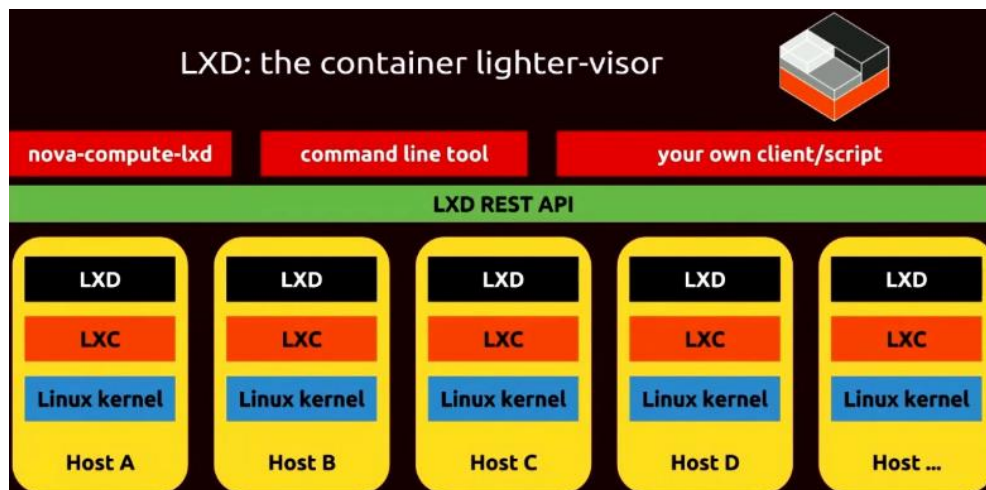 LXD: the container lighter-visor
nova-compute-lxd
command line tool
your own client/script
LXD REST API
LXD
LXD
LXD
LXD
LXD
LXC
LXC
LXC
LXC
LXC
Linux kernel
Linux kernel
Linux kernel
Linux kernel
Linux kernel
Host A
Host B
Host C
Host D
Host ...